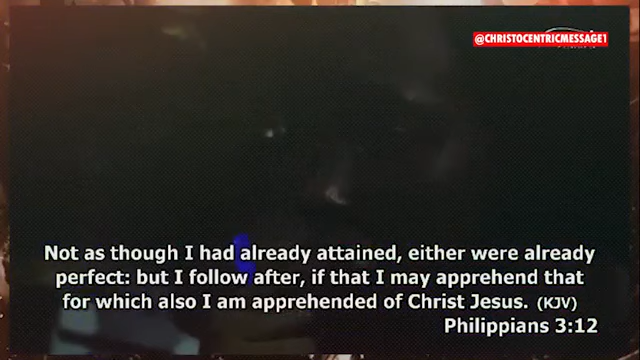 @CHRISTOCENTRICMESSAGE1
Not as though I had already attained, either were already
perfect: but I follow after, if that I may apprehend that
for which also I am apprehended of Christ Jesus. (KJV)
Philippians 3:12